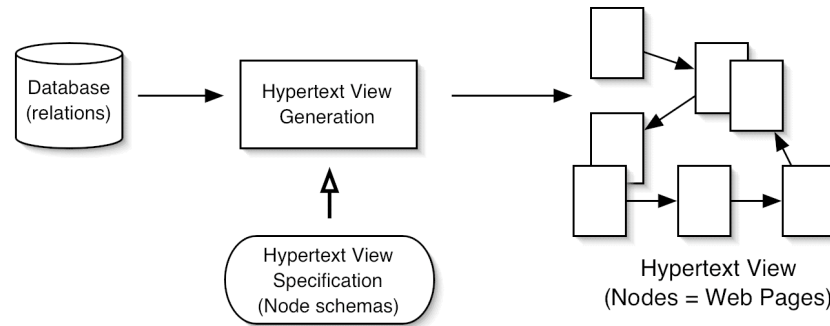 Database
(relations)
Hypertext View
Generation
Hypertext View
Specification
(Node schemas)
Hypertext View
(Nodes = Web Pages)